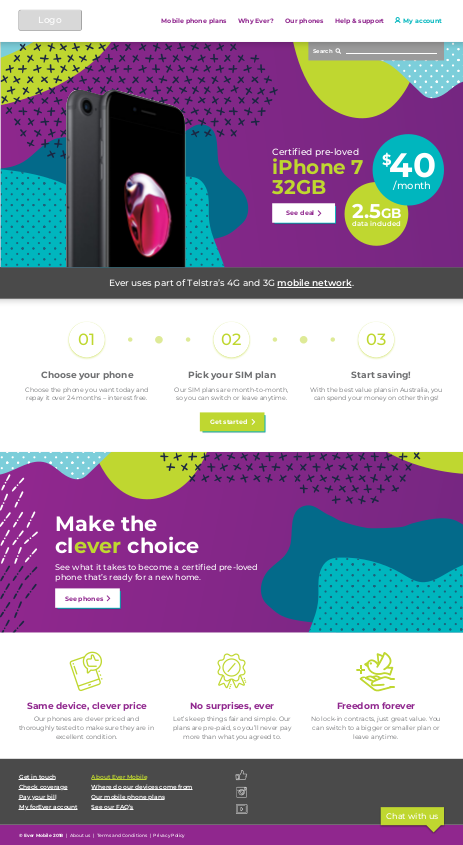 Logo
Mobile phone plans
Why Ever?
Our phones
Help & support
My account
Search
Certified pre-loved
iPhone 7
32GB
See deal
$40
/month
2.5GB
data included
Ever uses part of Telstra's 4G and 3G mobile network.
01
02
03
Choose your phone
Pick your SIM plan
Start saving!
Choose the phone you want today and
repay it over 24 months – interest free.
Our SIM plans are month-to-month,
so you can switch or leave anytime.
With the best value plans in Australia, you
can spend your money on other things!
Get started
Make the
clever choice
See what it takes to become a certified pre-loved
phone that's ready for a new home.
See phones
Same device, clever price
No surprises, ever
Freedom forever
Our phones are clever priced and
thoroughly tested to make sure they are in
excellent condition.
Let's keep things fair and simple. Our
plans are pre-paid, so you'll never pay
more than what you agreed to.
No lock-in contracts, just great value. You
can switch to a bigger or smaller plan or
leave anytime.
Get in touch
Check coverage
Pay your bill
My forEver account
About Ever Mobile
Where do our devices come from
Our mobile phone plans
See our FAQ's
Chat with us
© Ever Mobile 2018 | About us | Terms and Conditions | Privacy Policy